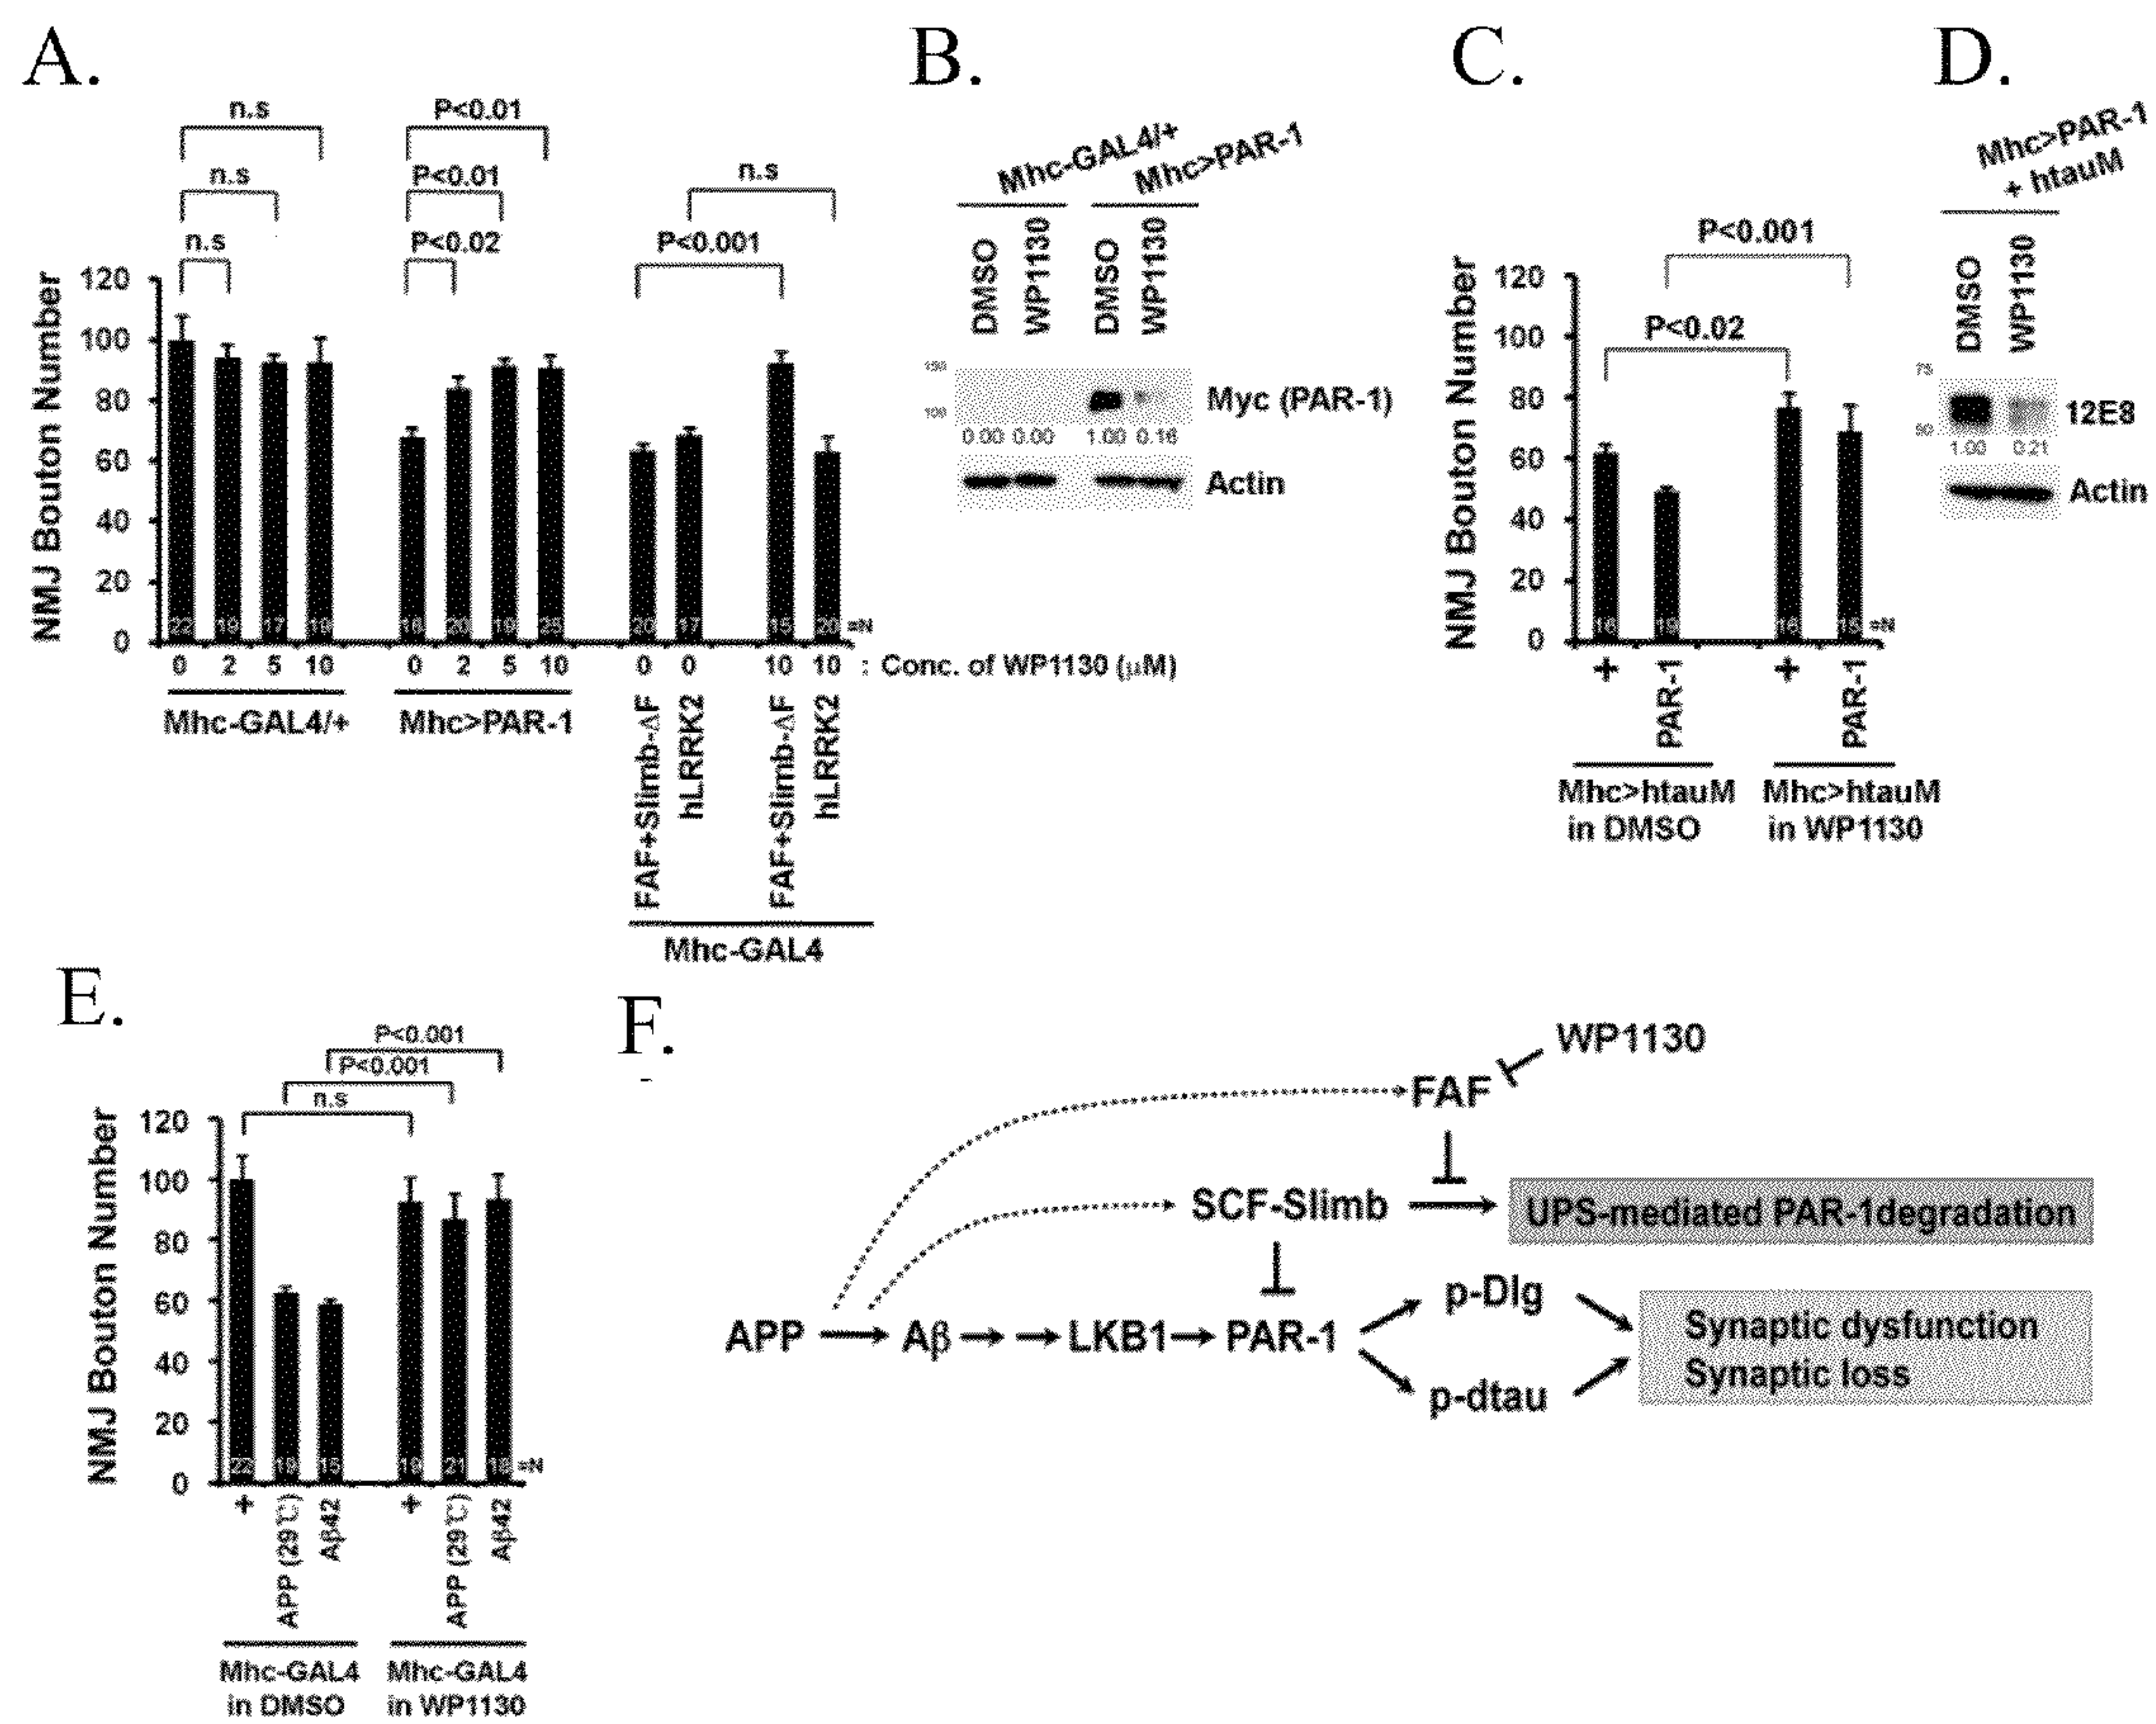 A.
n.s
P<0.01
n.s
P<0.01
n.s
n.s
P<0.02
P<0.001
NMJ Bouton Number
120
100
80
60
40
20
0
22 19 17 19 18 20 19 25 20 17 15 20 =N
0 2 5 10 0 2 5 10 0 0 10 10 : Conc. of WP1130 (μM)
Mhc-GAL4/+
Mhc>PAR-1
FAF+Slimb-ΔF
hLRRK2
FAF+Slimb-ΔF
hLRRK2
Mhc-GAL4
B.
Mhc-GAL4/+
Mhc>PAR-1
DMSO
WP1130
DMSO
WP1130
150
100
Myc (PAR-1)
0.00 0.00 1.00 0.16
Actin
C.
P<0.001
P<0.02
NMJ Bouton Number
120
100
80
60
40
20
0
16 19 16 15 =N
+
PAR-1
+
PAR-1
Mhc>htauM
in DMSO
Mhc>htauM
in WP1130
D.
Mhc>PAR-1
+ htauM
DMSO
WP1130
75
50
12E8
1.00 0.21
Actin
E.
P<0.001
P<0.001
n.s
NMJ Bouton Number
120
100
80
60
40
20
0
22 19 15 19 21 =N
+
APP (29℃)
Aβ42
+
APP (29℃)
Aβ42
Mhc-GAL4
in DMSO
Mhc-GAL4
in WP1130
F.
WP1130
FAF
SCF-Slimb
UPS-mediated PAR-1degradation
APP
Aβ
LKB1
PAR-1
p-Dlg
p-dtau
Synaptic dysfunction
Synaptic loss